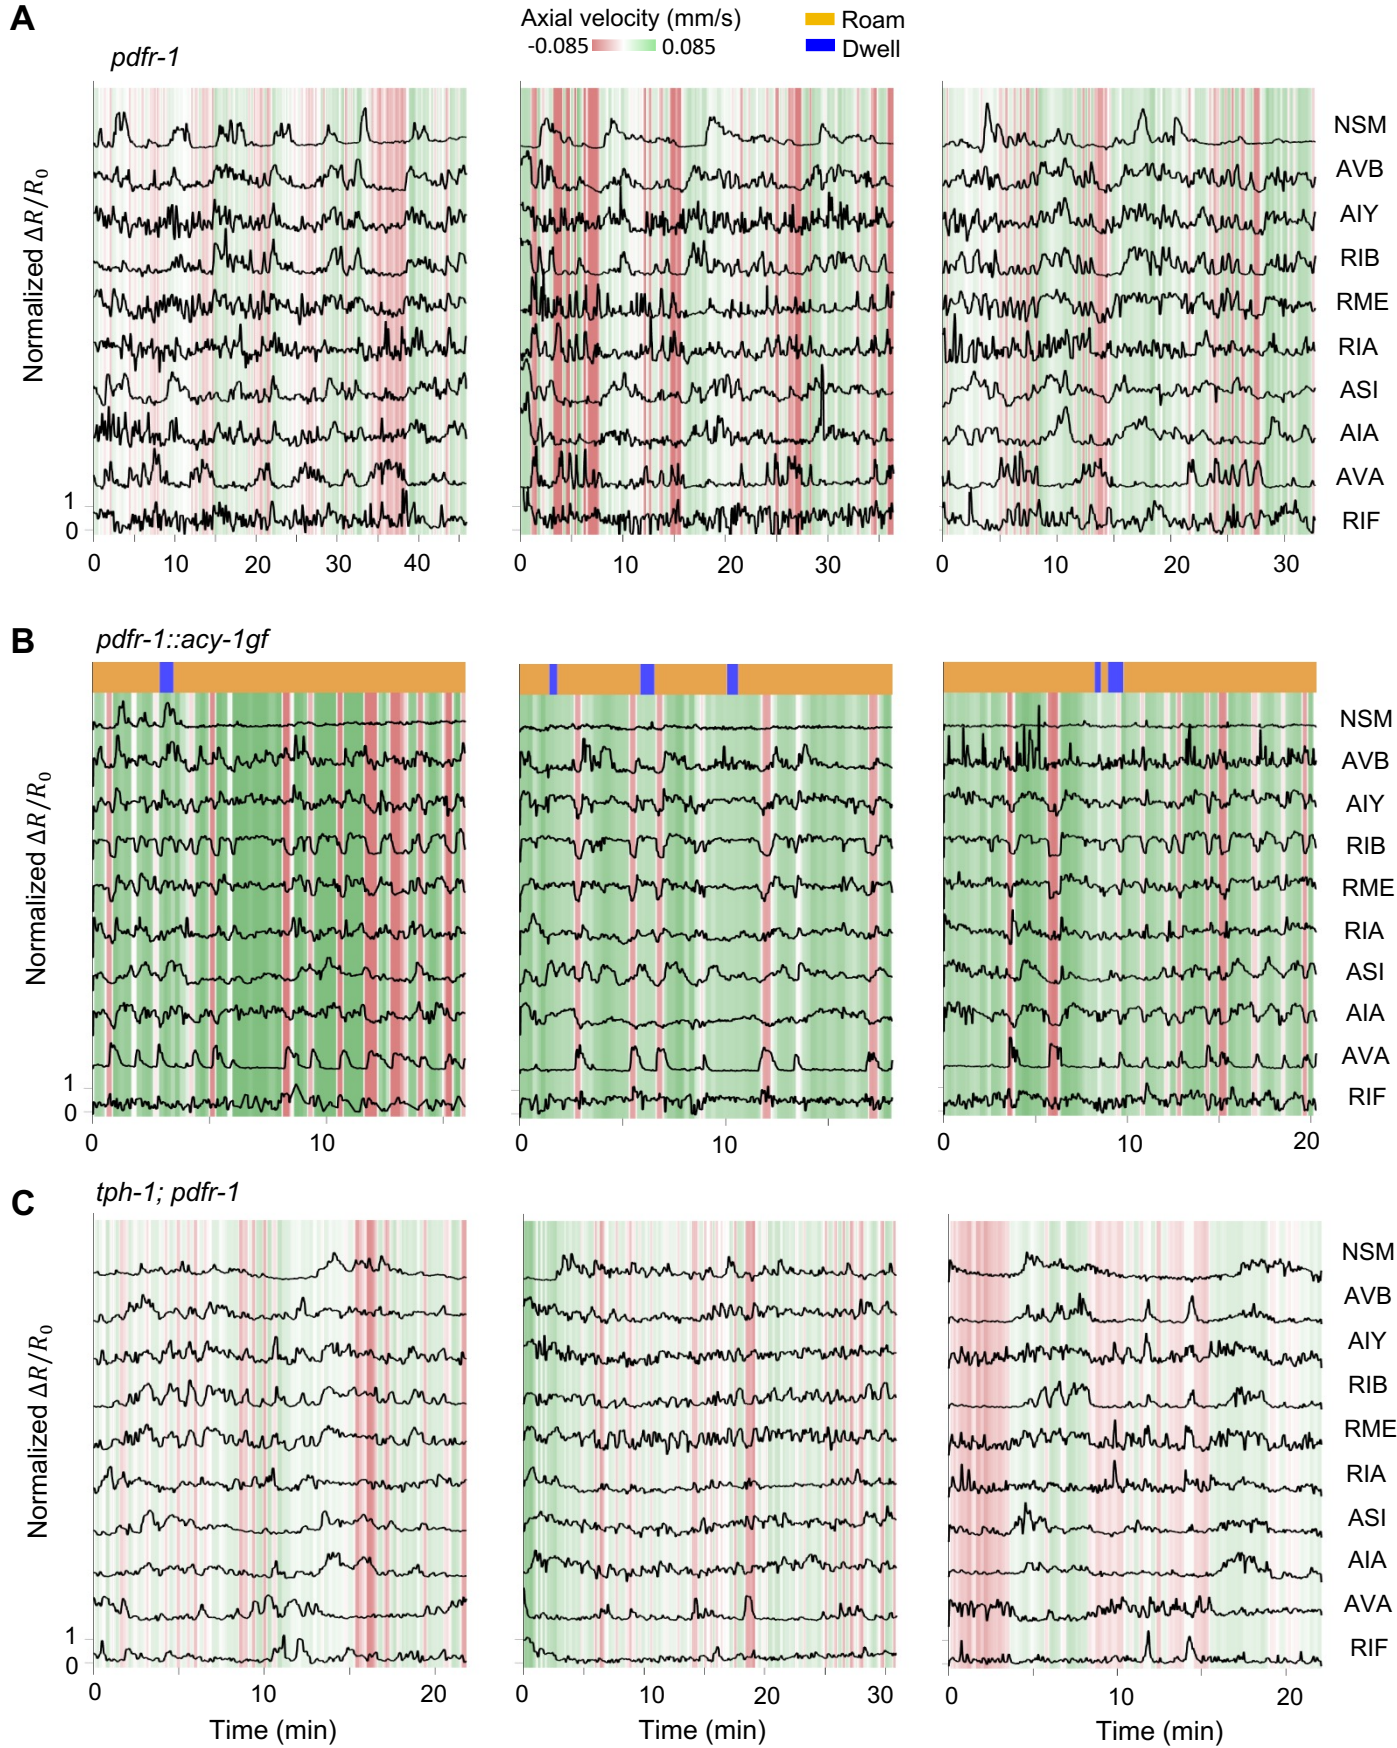 A
Axial velocity (mm/s)
-0.085 0.085
Roam
Dwell
pdfr-1
Normalized ΔR/R₀
NSM
AVB
AIY
RIB
RME
RIA
ASI
AIA
AVA
RIF
1
0
0 10 20 30 40
0 10 20 30
0 10 20 30
B
pdfr-1::acy-1gf
Normalized ΔR/R₀
NSM
AVB
AIY
RIB
RME
RIA
ASI
AIA
AVA
RIF
1
0
0 10
0 10
0 10 20
C
tph-1; pdfr-1
Normalized ΔR/R₀
NSM
AVB
AIY
RIB
RME
RIA
ASI
AIA
AVA
RIF
1
0
0 10 20
0 10 20 30
0 10 20
Time (min)
Time (min)
Time (min)